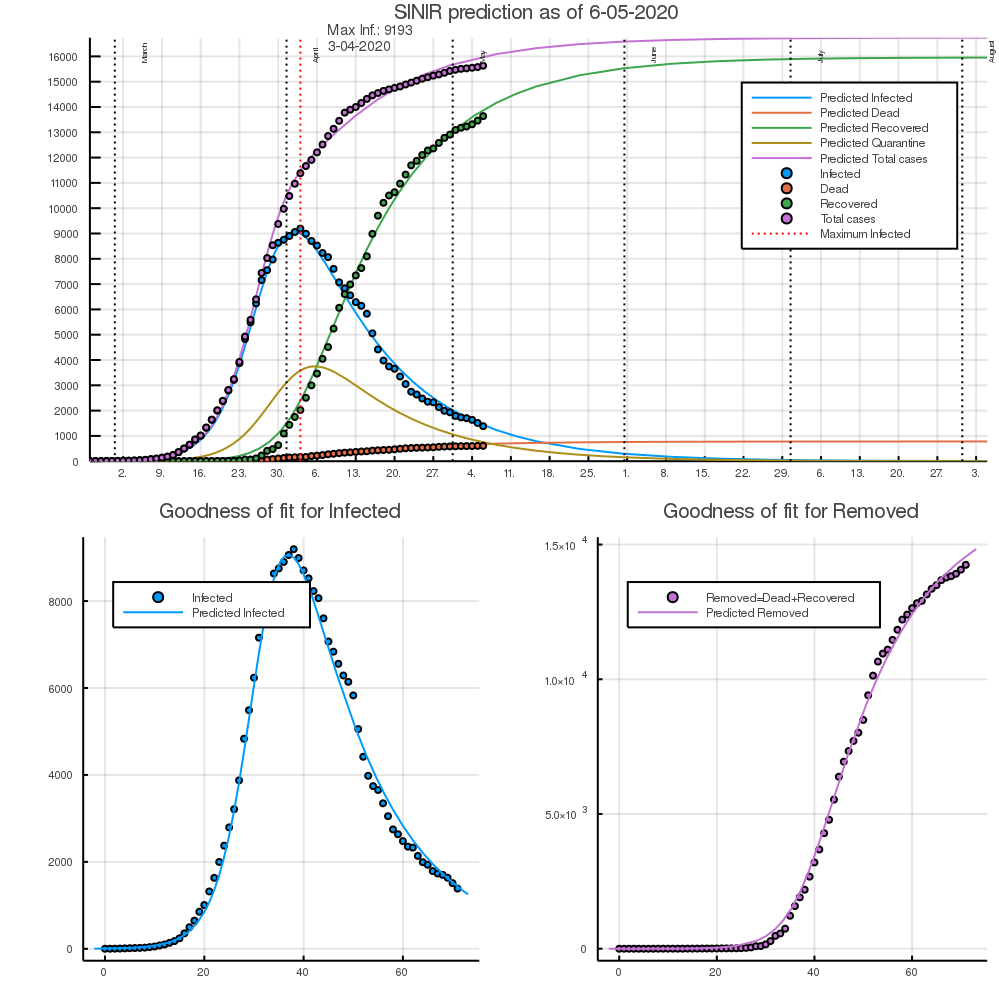 SINIR prediction as of 6-05-2020
Max Inf.: 9193
3-04-2020
March
April
June
July
August
16000
15000
14000
13000
12000
11000
10000
9000
8000
7000
6000
5000
4000
3000
2000
1000
0
Predicted Infected
Predicted Dead
Predicted Recovered
Predicted Quarantine
Predicted Total cases
Infected
Dead
Recovered
Total cases
Maximum Infected
2. 9. 16. 23. 30. 6. 13. 20. 27. 4. 11. 18. 25. 1. 8. 15. 22. 29. 6. 13. 20. 27. 3.
Goodness of fit for Infected
8000
6000
4000
2000
0
Infected
Predicted Infected
0 20 40 60
Goodness of fit for Removed
1.5×10 4
1.0×10 4
5.0×10 3
0
Removed=Dead+Recovered
Predicted Removed
0 20 40 60